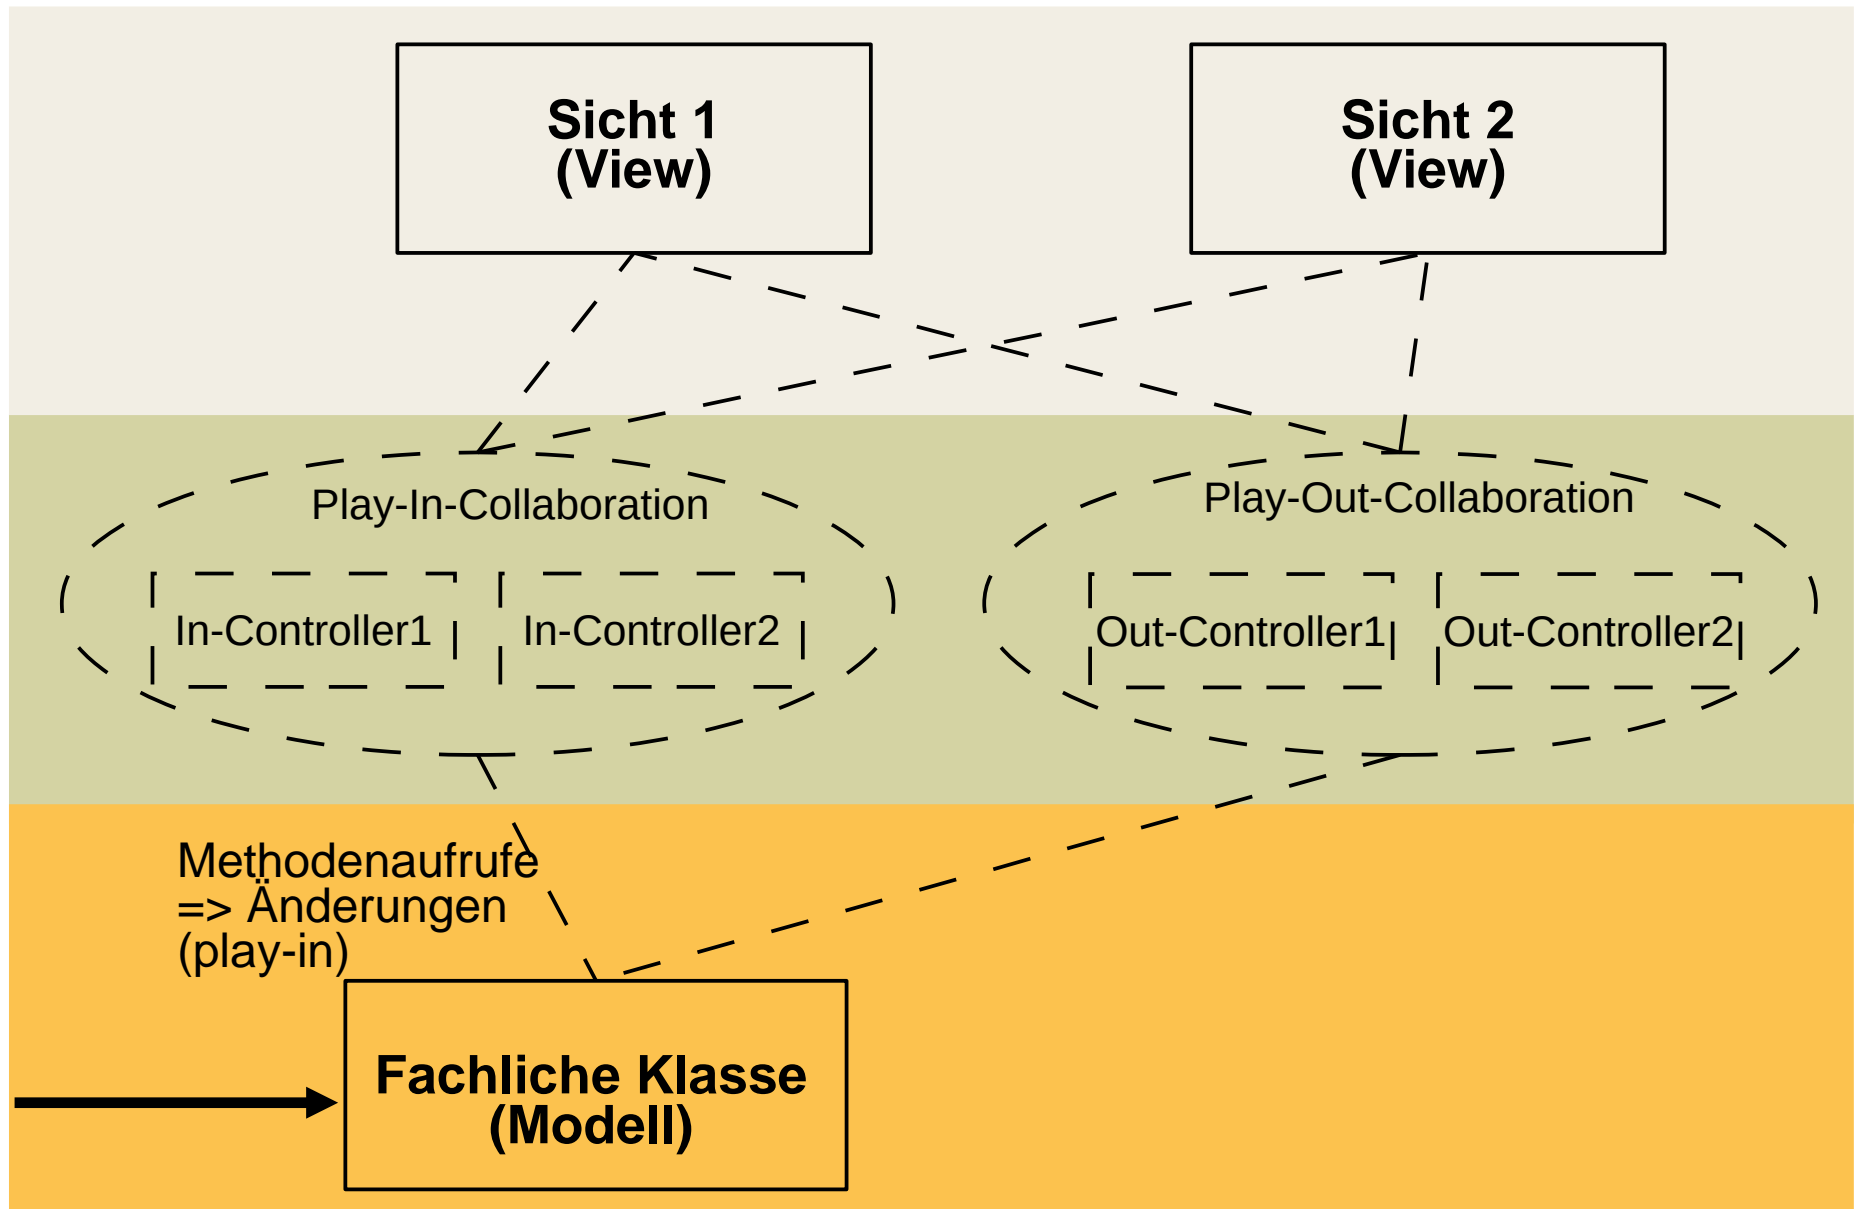 Sicht 1
(View)
Sicht 2
(View)
Play-In-Collaboration
In-Controller1
In-Controller2
Play-Out-Collaboration
Out-Controller1
Out-Controller2
Methodenaufrufe
=> Änderungen
(play-in)
Fachliche Klasse
(Modell)